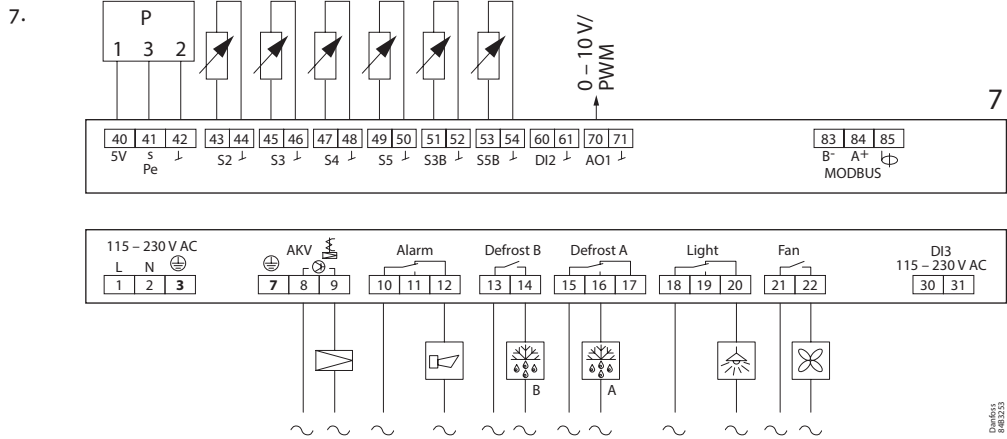 7.
P
1 3 2
0 – 10 V/
PWM
7
40 41 42 43 44 45 46 47 48 49 50 51 52 53 54 60 61 70 71 83 84 85
5V s S2 S3 S4 S5 S3B S5B DI2 AO1 B- A+
Pe MODBUS
115 – 230 V AC AKV Alarm Defrost B Defrost A Light Fan DI3
L N 115 – 230 V AC
1 2 3 7 8 9 10 11 12 13 14 15 16 17 18 19 20 21 22 30 31
B A
Danfoss
84B3253